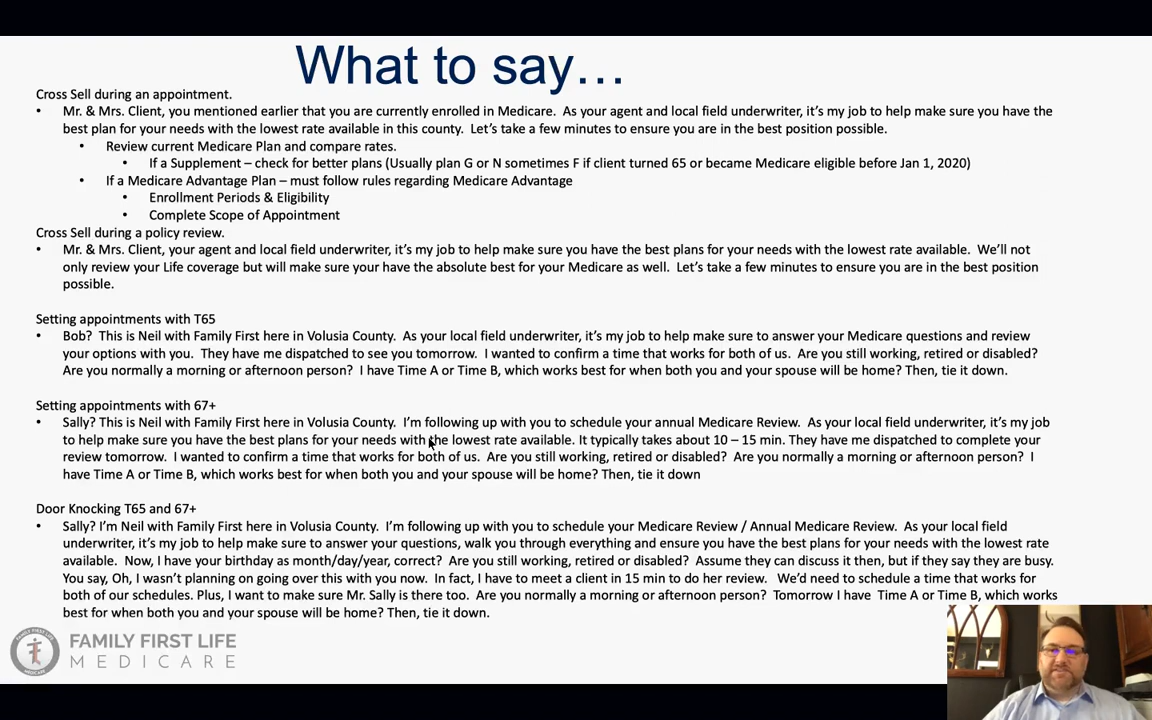 What to say…
Cross Sell during an appointment.
• Mr. & Mrs. Client, you mentioned earlier that you are currently enrolled in Medicare. As your agent and local field underwriter, it's my job to help make sure you have the
best plan for your needs with the lowest rate available in this county. Let's take a few minutes to ensure you are in the best position possible.
• Review current Medicare Plan and compare rates.
• If a Supplement – check for better plans (Usually plan G or N sometimes F if client turned 65 or became Medicare eligible before Jan 1, 2020)
• If a Medicare Advantage Plan – must follow rules regarding Medicare Advantage
• Enrollment Periods & Eligibility
• Complete Scope of Appointment
Cross Sell during a policy review.
• Mr. & Mrs. Client, your agent and local field underwriter, it's my job to help make sure you have the best plans for your needs with the lowest rate available. We'll not
only review your Life coverage but will make sure your have the absolute best for your Medicare as well. Let's take a few minutes to ensure you are in the best position
possible.
Setting appointments with T65
• Bob? This is Neil with Family First here in Volusia County. As your local field underwriter, it's my job to help make sure to answer your Medicare questions and review
your options with you. They have me dispatched to see you tomorrow. I wanted to confirm a time that works for both of us. Are you still working, retired or disabled?
Are you normally a morning or afternoon person? I have Time A or Time B, which works best for when both you and your spouse will be home? Then, tie it down.
Setting appointments with 67+
• Sally? This is Neil with Family First here in Volusia County. I'm following up with you to schedule your annual Medicare Review. As your local field underwriter, it's my job
to help make sure you have the best plans for your needs with the lowest rate available. It typically takes about 10 – 15 min. They have me dispatched to complete your
review tomorrow. I wanted to confirm a time that works for both of us. Are you still working, retired or disabled? Are you normally a morning or afternoon person? I
have Time A or Time B, which works best for when both you and your spouse will be home? Then, tie it down
Door Knocking T65 and 67+
• Sally? I'm Neil with Family First here in Volusia County. I'm following up with you to schedule your Medicare Review / Annual Medicare Review. As your local field
underwriter, it's my job to help make sure to answer your questions, walk you through everything and ensure you have the best plans for your needs with the lowest rate
available. Now, I have your birthday as month/day/year, correct? Are you still working, retired or disabled? Assume they can discuss it then, but if they say they are busy.
You say, Oh, I wasn't planning on going over this with you now. In fact, I have to meet a client in 15 min to do her review. We'd need to schedule a time that works for
both of our schedules. Plus, I want to make sure Mr. Sally is there too. Are you normally a morning or afternoon person? Tomorrow I have Time A or Time B, which works
best for when both you and your spouse will be home? Then, tie it down.
FAMILY FIRST LIFE
MEDICARE